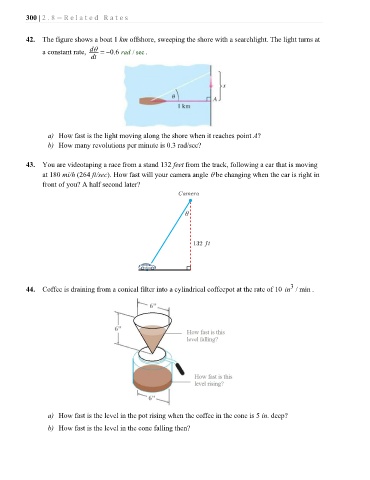 300 | 2 . 8 – R e l a t e d   R a t e s
42. The figure shows a boat 1 km offshore, sweeping the shore with a searchlight. The light turns at
a constant rate, dθ/dt = −0.6 rad / sec .
θ
x
A
1 km
a) How fast is the light moving along the shore when it reaches point A?
b) How many revolutions per minute is 0.3 rad/sec?
43. You are videotaping a race from a stand 132 feet from the track, following a car that is moving
at 180 mi/h (264 ft/sec). How fast will your camera angle θ be changing when the car is right in
front of you? A half second later?
Camera
θ
132 ft
44. Coffee is draining from a conical filter into a cylindrical coffeepot at the rate of 10 in³ / min .
6"
6"
How fast is this
level falling?
How fast is this
level rising?
6"
a) How fast is the level in the pot rising when the coffee in the cone is 5 in. deep?
b) How fast is the level in the cone falling then?